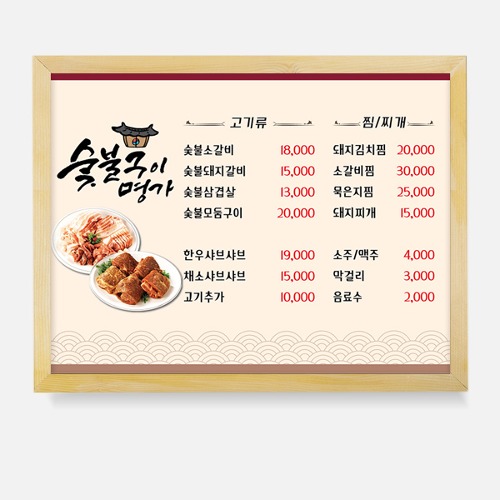 숯불구이
명가
고기류
숯불소갈비 18,000
숯불돼지갈비 15,000
숯불삼겹살 13,000
숯불모둠구이 20,000
한우샤브샤브 19,000
채소샤브샤브 15,000
고기추가 10,000
찜/찌개
돼지김치찜 20,000
소갈비찜 30,000
묵은지찜 25,000
돼지찌개 15,000
소주/맥주 4,000
막걸리 3,000
음료수 2,000